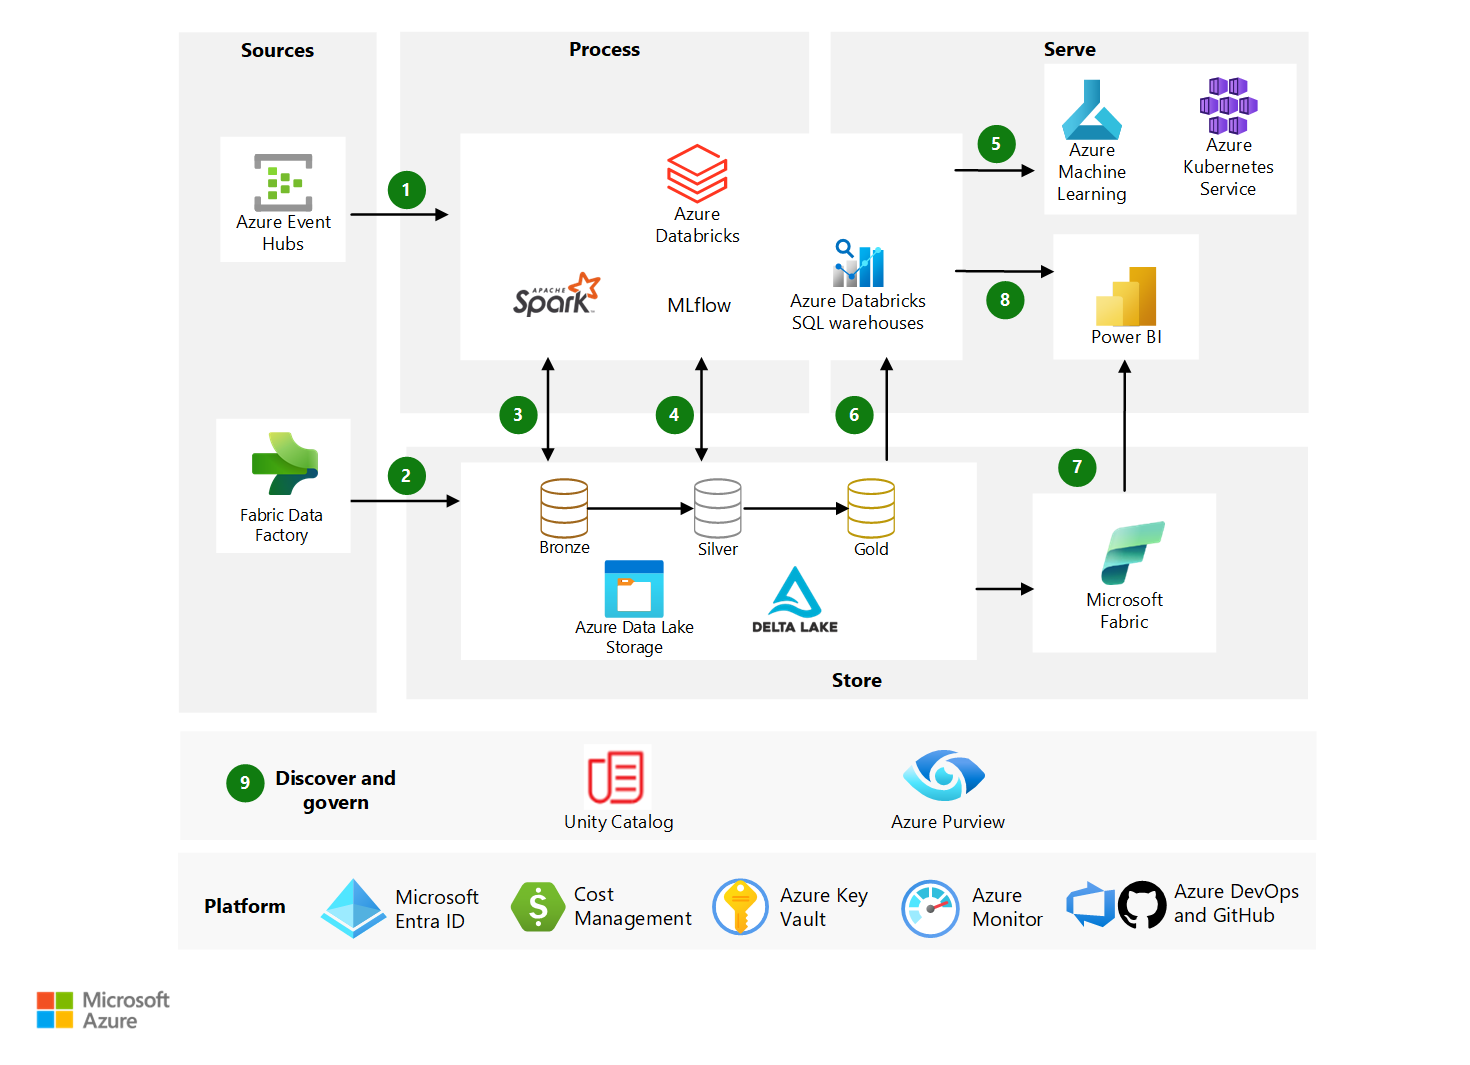 Sources
Process
Serve
1
Azure Event
Hubs
2
Fabric Data
Factory
Azure
Databricks
APACHE
Spark
MLflow
Azure Databricks
SQL warehouses
5
Azure
Machine
Learning
Azure
Kubernetes
Service
8
Power BI
3
4
6
7
Bronze
Silver
Gold
Azure Data Lake
Storage
DELTA LAKE
Microsoft
Fabric
Store
9
Discover and
govern
Unity Catalog
Azure Purview
Platform
Microsoft
Entra ID
Cost
Management
Azure Key
Vault
Azure
Monitor
Azure DevOps
and GitHub
Microsoft
Azure